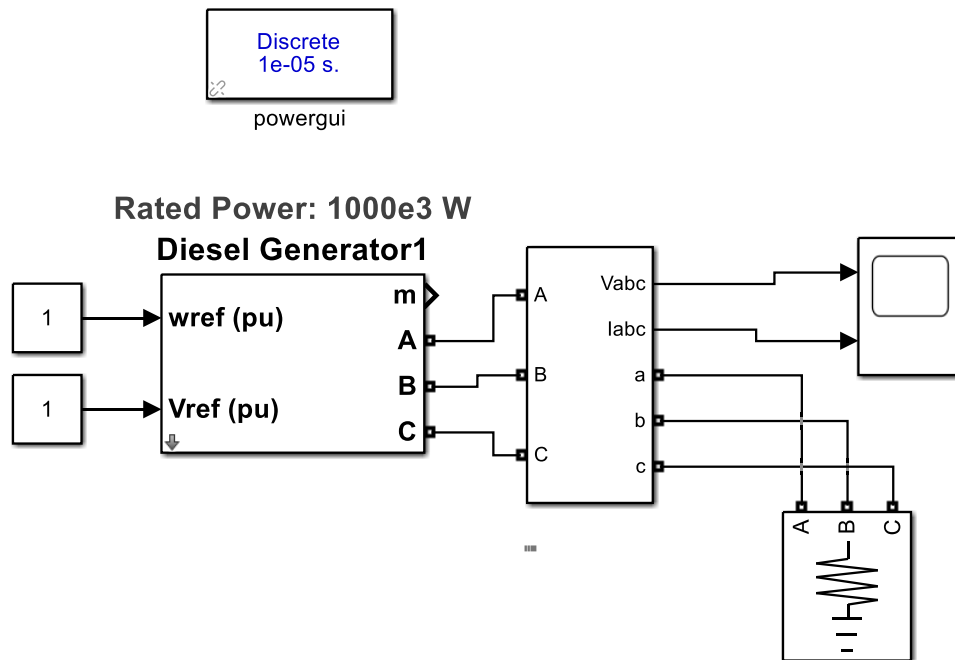 Discrete
1e-05 s.
powergui
Rated Power: 1000e3 W
Diesel Generator1
1
wref (pu)
1
Vref (pu)
m
A
B
C
A
B
C
Vabc
Iabc
a
b
c
A
B
C